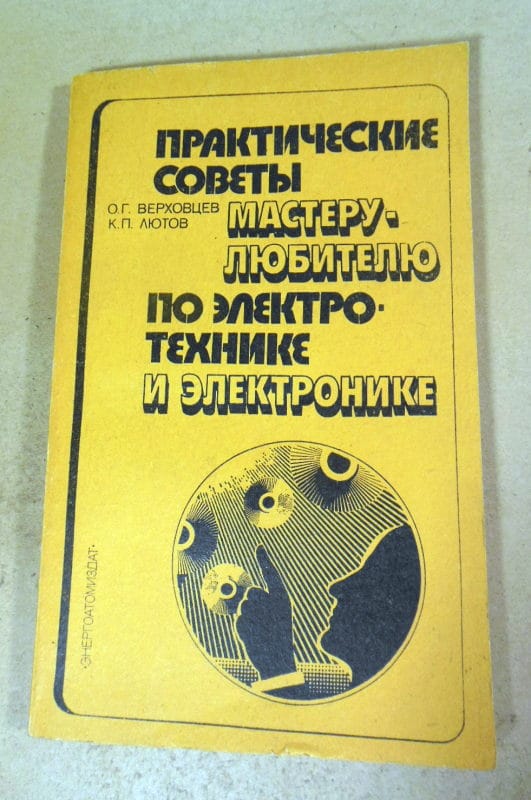 ПРАКТИЧЕСКИЕ
СОВЕТЫ
О.Г. ВЕРХОВЦЕВ
К.П. ЛЮТОВ
МАСТЕРУ-
ЛЮБИТЕЛЮ
ПО ЭЛЕКТРО-
ТЕХНИКЕ
И ЭЛЕКТРОНИКЕ
·ЭНЕРГОАТОМИЗДАТ·